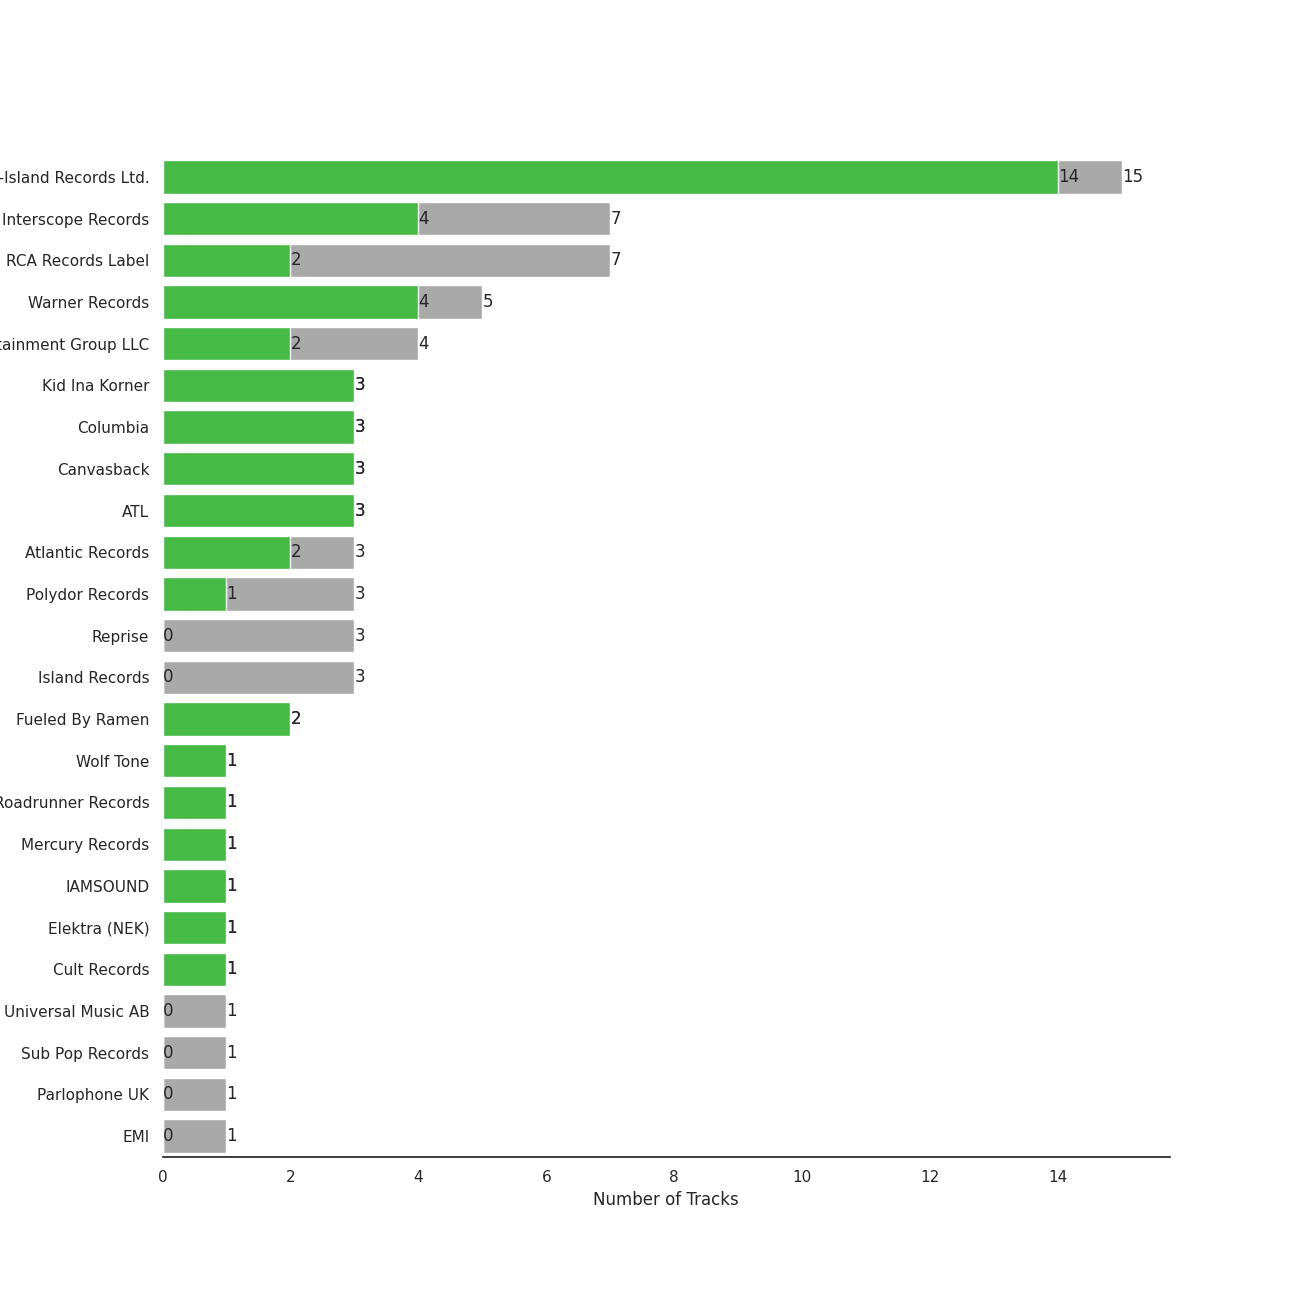 -Island Records Ltd. 14 15
Interscope Records 4 7
RCA Records Label 2 7
Warner Records 4 5
tainment Group LLC 2 4
Kid Ina Korner 3
Columbia 3
Canvasback 3
ATL 3
Atlantic Records 2 3
Polydor Records 1 3
Reprise 0 3
Island Records 0 3
Fueled By Ramen 2
Wolf Tone 1
Roadrunner Records 1
Mercury Records 1
IAMSOUND 1
Elektra (NEK) 1
Cult Records 1
Universal Music AB 0 1
Sub Pop Records 0 1
Parlophone UK 0 1
EMI 0 1
0 2 4 6 8 10 12 14
Number of Tracks